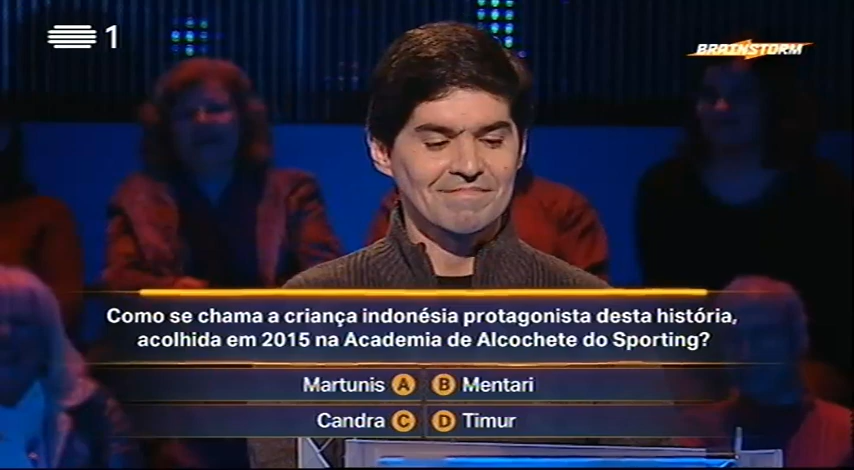 1
BRAINSTORM
Como se chama a criança indonésia protagonista desta história,
acolhida em 2015 na Academia de Alcochete do Sporting?
Martunis A B Mentari
Candra C D Timur